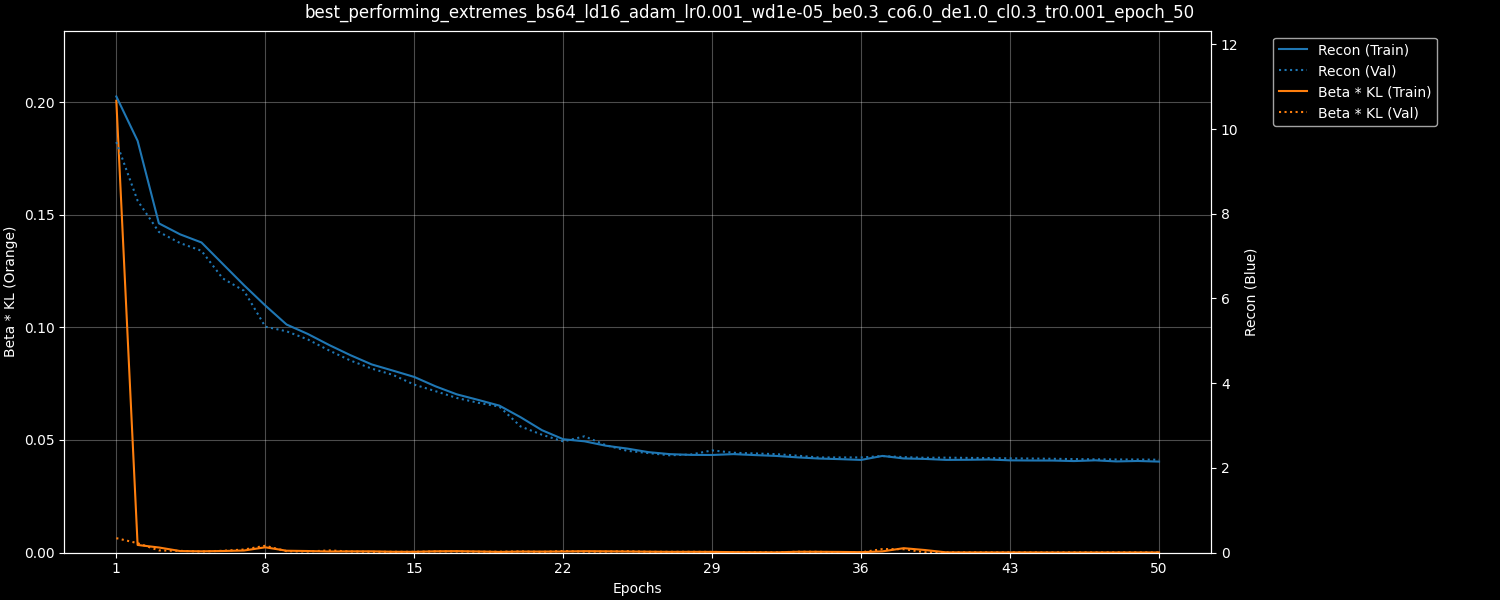 best_performing_extremes_bs64_ld16_adam_lr0.001_wd1e-05_be0.3_co6.0_de1.0_cl0.3_tr0.001_epoch_50
Beta * KL (Orange)
0.20
0.15
0.10
0.05
0.00
1
8
15
22
29
36
43
50
Epochs
12
10
8
6
4
2
0
Recon (Blue)
Recon (Train)
Recon (Val)
Beta * KL (Train)
Beta * KL (Val)